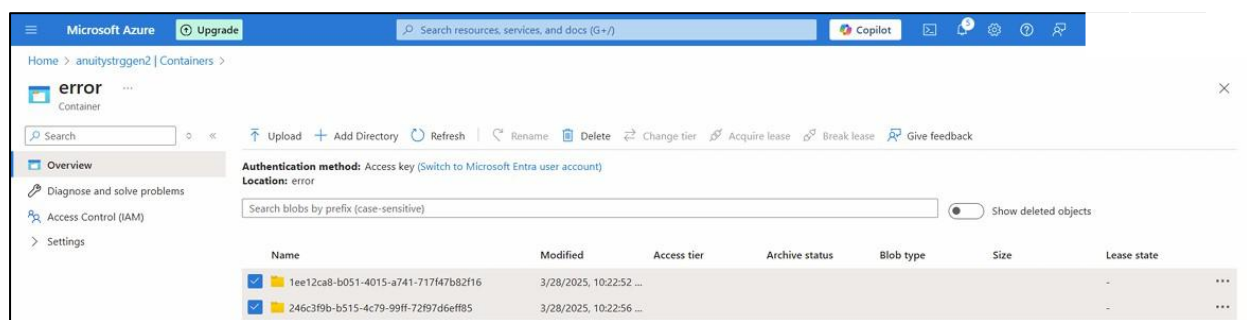 Microsoft Azure Upgrade Search resources, services, and docs (G+/) Copilot
Home > anuitystrggen2 | Containers >
error ...
Container
Search
Upload Add Directory Refresh Rename Delete Change tier Acquire lease Break lease Give feedback
Overview
Diagnose and solve problems
Access Control (IAM)
Settings
Authentication method: Access key (Switch to Microsoft Entra user account)
Location: error
Search blobs by prefix (case-sensitive)
Show deleted objects
Name Modified Access tier Archive status Blob type Size Lease state
1ee12ca8-b051-4015-a741-717f47b82f16 3/28/2025, 10:22:52 ... - ...
246c3f9b-b515-4c79-99ff-72f97d6eff85 3/28/2025, 10:22:56 ... - ...